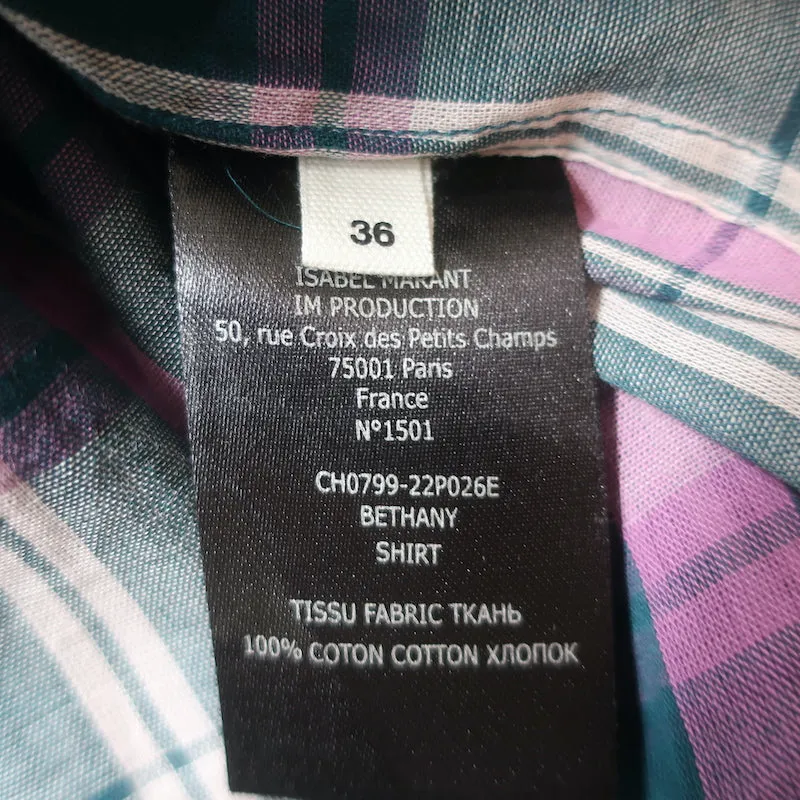 36
ISABEL MARANT
IM PRODUCTION
50, rue Croix des Petits Champs
75001 Paris
France
N°1501
CH0799-22P026E
BETHANY
SHIRT
TISSU FABRIC ТКАНЬ
100% COTON COTTON ХЛОПОК